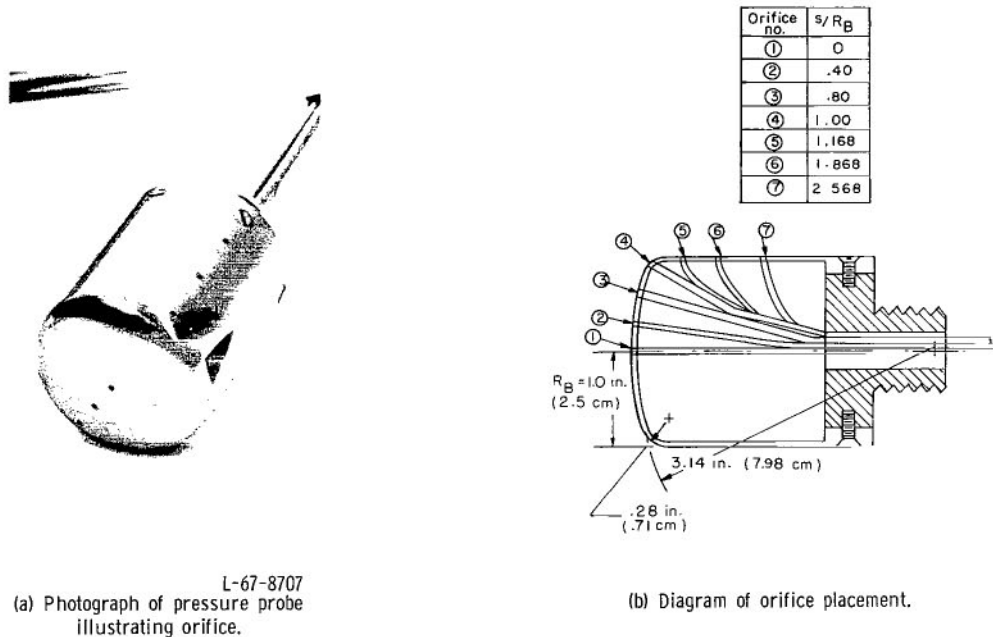 Orifice no. s/RB
① 0
② .40
③ .80
④ 1.00
⑤ 1.168
⑥ 1.868
⑦ 2 568
④ ⑤ ⑥ ⑦
③
②
①
RB = 1.0 in.
(2.5 cm)
3.14 in. (7.98 cm)
.28 in.
(.71 cm)
L-67-8707
(a) Photograph of pressure probe
illustrating orifice.
(b) Diagram of orifice placement.